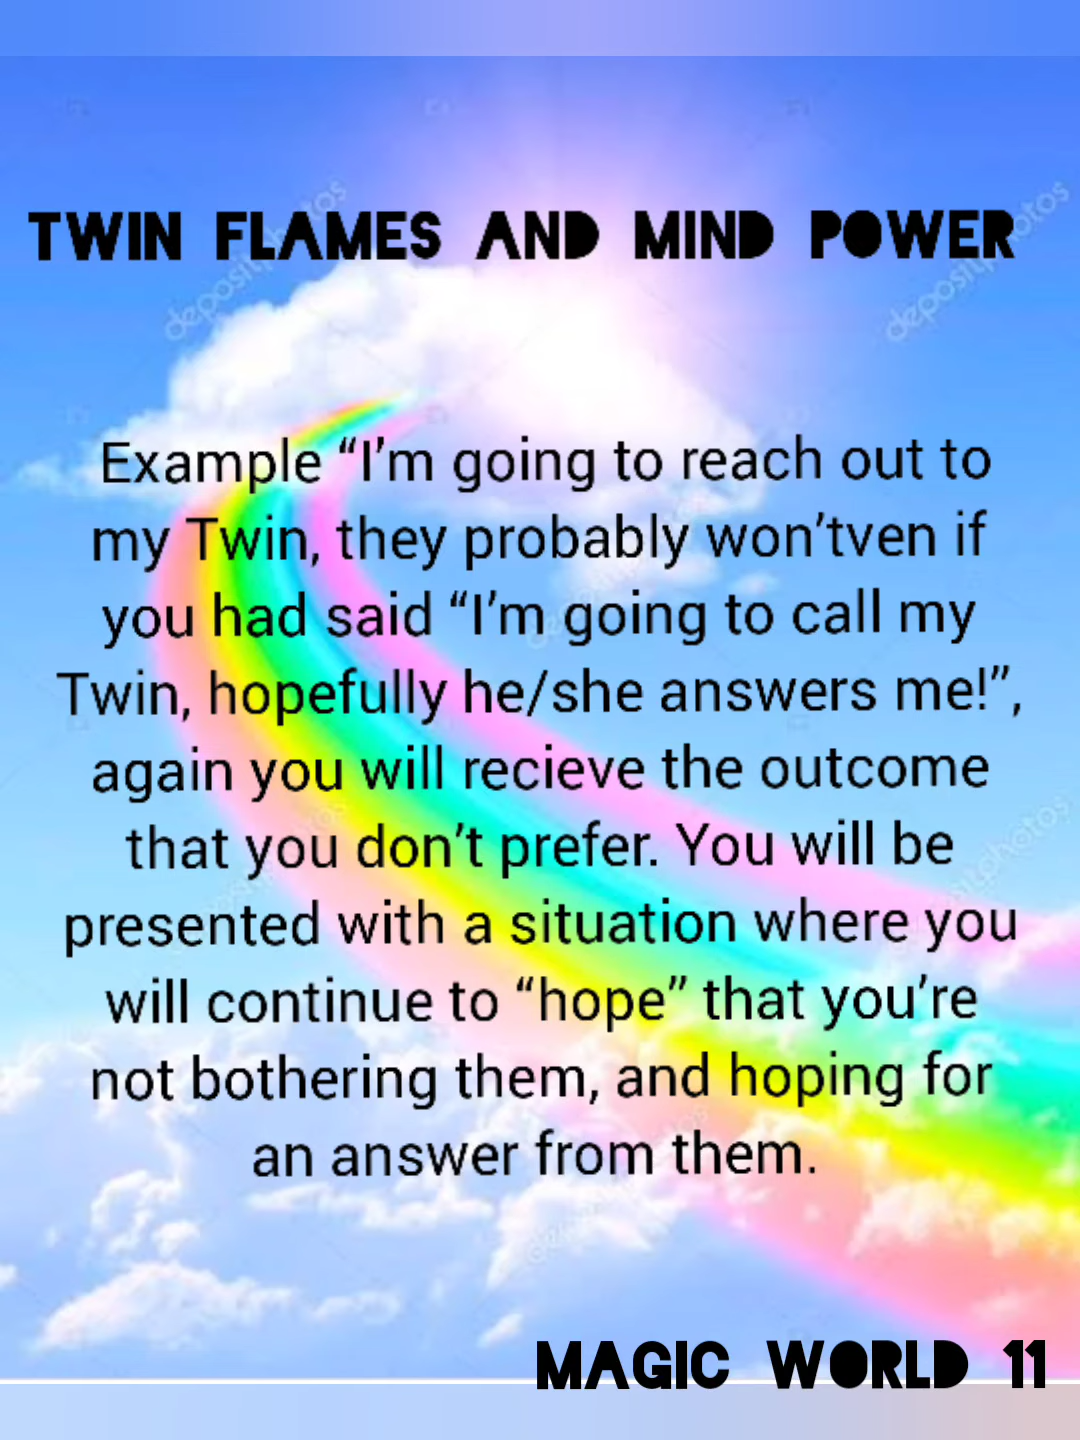 TWIN FLAMES AND MIND POWER
Example “I’m going to reach out to
my Twin, they probably won’tven if
you had said “I’m going to call my
Twin, hopefully he/she answers me!”,
again you will recieve the outcome
that you don’t prefer. You will be
presented with a situation where you
will continue to “hope” that you’re
not bothering them, and hoping for
an answer from them.
MAGIC WORLD 11
depositphotos
depositphotos
depositphotos